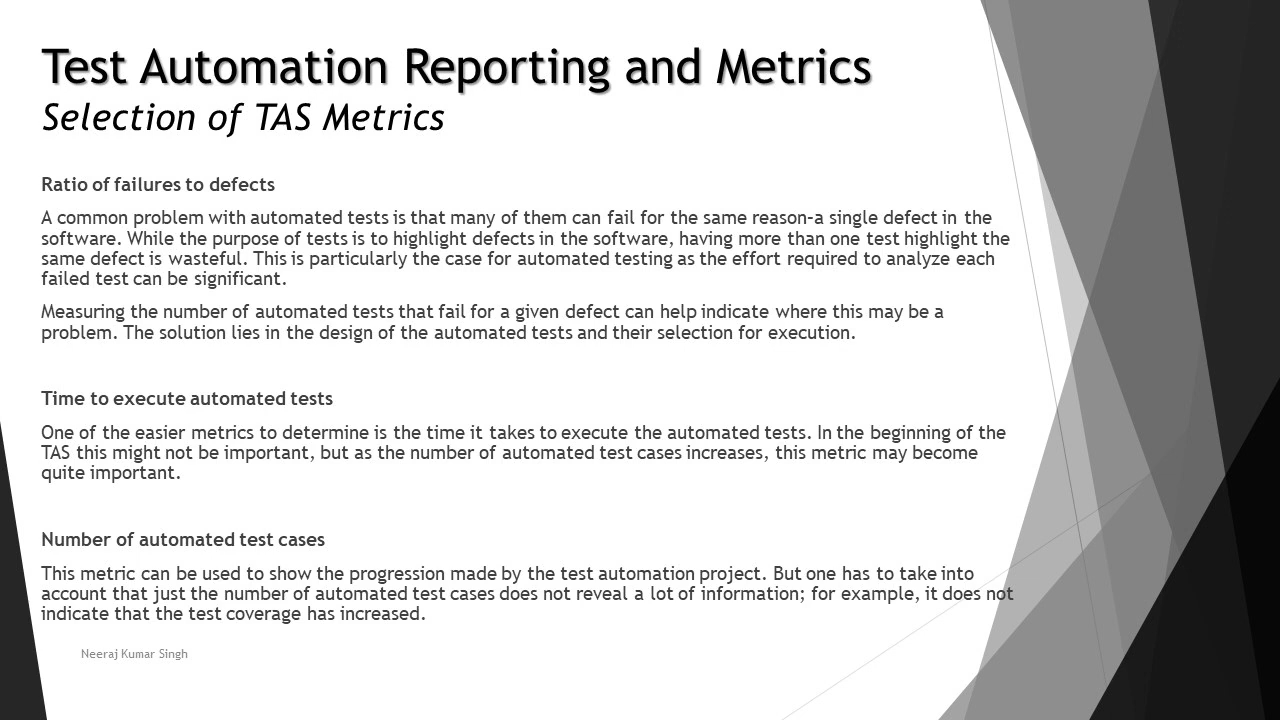 Test Automation Reporting and Metrics
Selection of TAS Metrics
Ratio of failures to defects
A common problem with automated tests is that many of them can fail for the same reason–a single defect in the
software. While the purpose of tests is to highlight defects in the software, having more than one test highlight the
same defect is wasteful. This is particularly the case for automated testing as the effort required to analyze each
failed test can be significant.
Measuring the number of automated tests that fail for a given defect can help indicate where this may be a
problem. The solution lies in the design of the automated tests and their selection for execution.
Time to execute automated tests
One of the easier metrics to determine is the time it takes to execute the automated tests. In the beginning of the
TAS this might not be important, but as the number of automated test cases increases, this metric may become
quite important.
Number of automated test cases
This metric can be used to show the progression made by the test automation project. But one has to take into
account that just the number of automated test cases does not reveal a lot of information; for example, it does not
indicate that the test coverage has increased.
Neeraj Kumar Singh